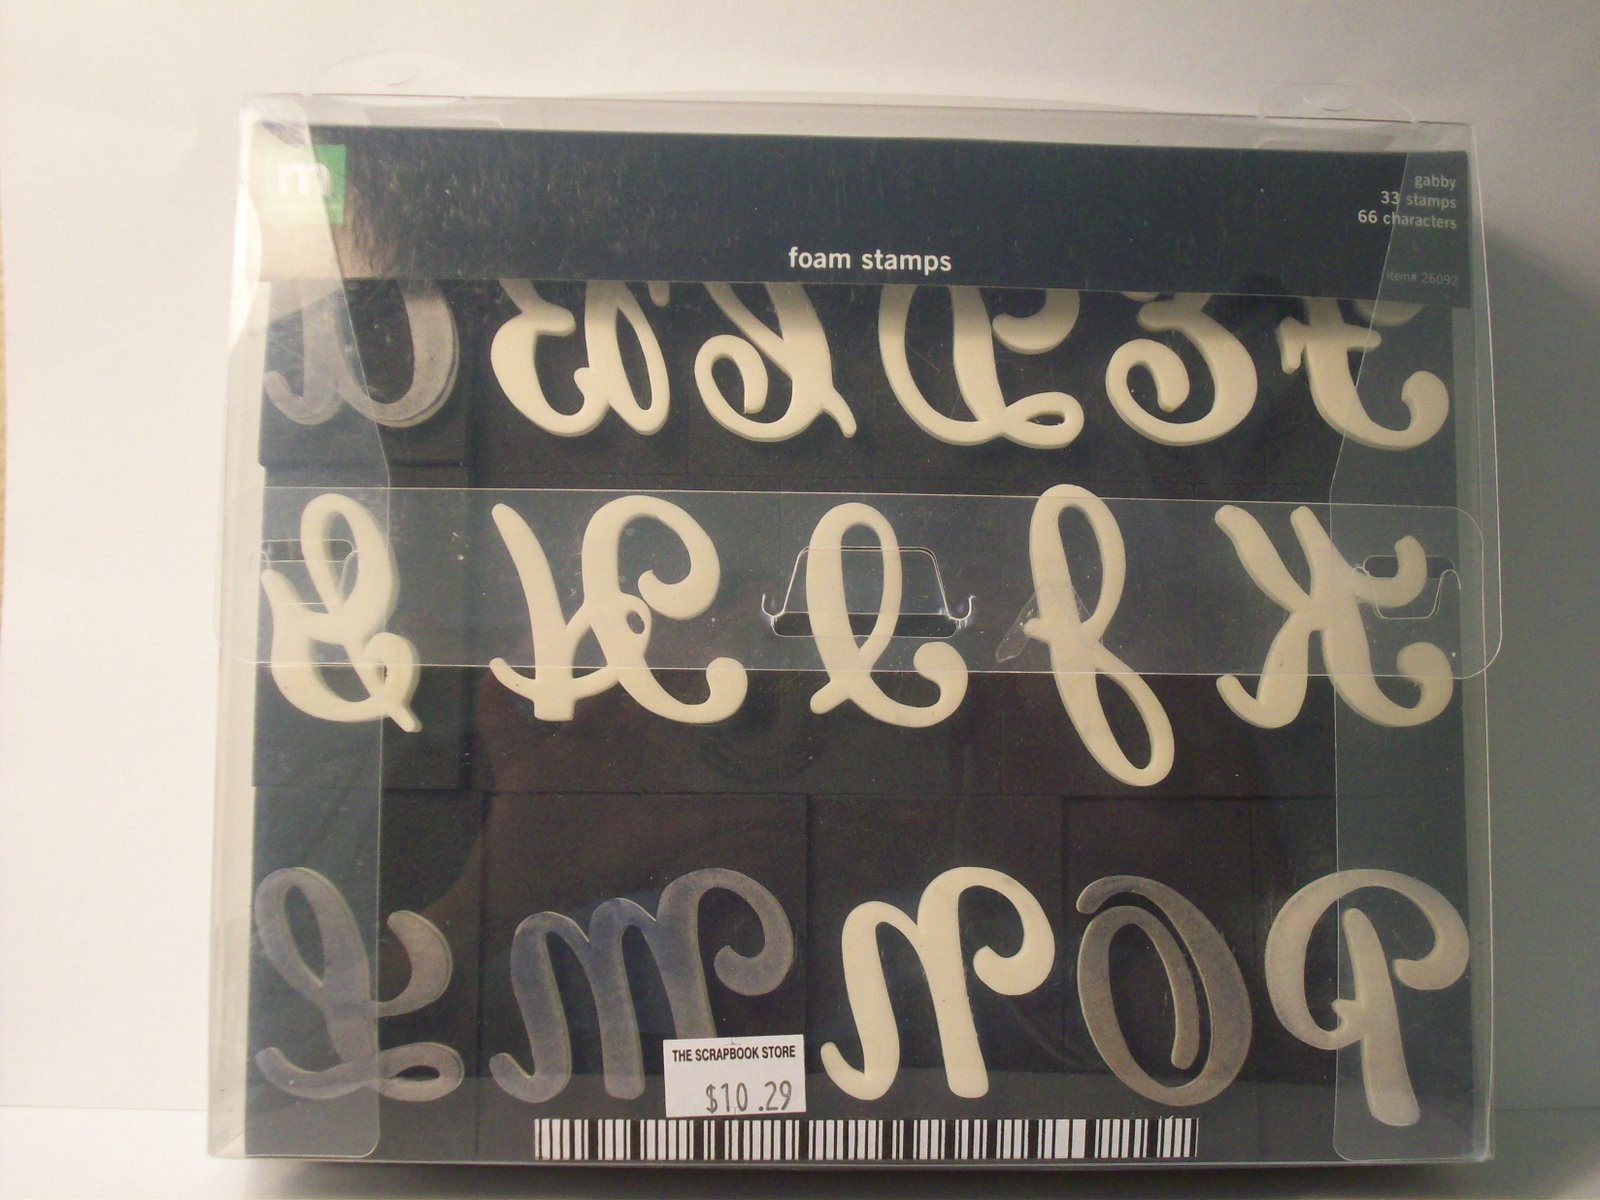 m
gabby
33 stamps
66 characters
foam stamps
item# 26092
A B C D E F
G H I J K
L M N O P
THE SCRAPBOOK STORE
$10.29